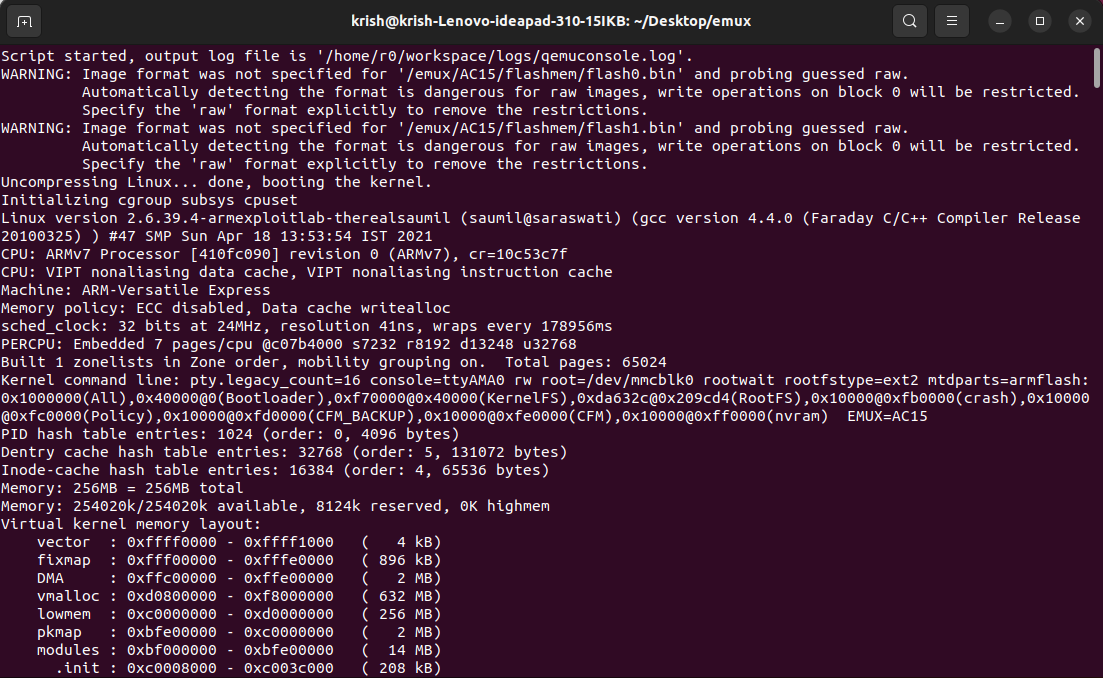 krish@krish-Lenovo-ideapad-310-15IKB: ~/Desktop/emux
Script started, output log file is '/home/r0/workspace/logs/qemuconsole.log'.
WARNING: Image format was not specified for '/emux/AC15/flashmem/flash0.bin' and probing guessed raw.
         Automatically detecting the format is dangerous for raw images, write operations on block 0 will be restricted.
         Specify the 'raw' format explicitly to remove the restrictions.
WARNING: Image format was not specified for '/emux/AC15/flashmem/flash1.bin' and probing guessed raw.
         Automatically detecting the format is dangerous for raw images, write operations on block 0 will be restricted.
         Specify the 'raw' format explicitly to remove the restrictions.
Uncompressing Linux... done, booting the kernel.
Initializing cgroup subsys cpuset
Linux version 2.6.39.4-armexploitlab-therealsaumil (saumil@saraswati) (gcc version 4.4.0 (Faraday C/C++ Compiler Release
20100325) ) #47 SMP Sun Apr 18 13:53:54 IST 2021
CPU: ARMv7 Processor [410fc090] revision 0 (ARMv7), cr=10c53c7f
CPU: VIPT nonaliasing data cache, VIPT nonaliasing instruction cache
Machine: ARM-Versatile Express
Memory policy: ECC disabled, Data cache writealloc
sched_clock: 32 bits at 24MHz, resolution 41ns, wraps every 178956ms
PERCPU: Embedded 7 pages/cpu @c07b4000 s7232 r8192 d13248 u32768
Built 1 zonelists in Zone order, mobility grouping on.  Total pages: 65024
Kernel command line: pty.legacy_count=16 console=ttyAMA0 rw root=/dev/mmcblk0 rootwait rootfstype=ext2 mtdparts=armflash:
0x1000000(All),0x40000@0(Bootloader),0xf70000@0x40000(KernelFS),0xda632c@0x209cd4(RootFS),0x10000@0xfb0000(crash),0x10000
@0xfc0000(Policy),0x10000@0xfd0000(CFM_BACKUP),0x10000@0xfe0000(CFM),0x10000@0xff0000(nvram)  EMUX=AC15
PID hash table entries: 1024 (order: 0, 4096 bytes)
Dentry cache hash table entries: 32768 (order: 5, 131072 bytes)
Inode-cache hash table entries: 16384 (order: 4, 65536 bytes)
Memory: 256MB = 256MB total
Memory: 254020k/254020k available, 8124k reserved, 0K highmem
Virtual kernel memory layout:
    vector  : 0xffff0000 - 0xffff1000   (   4 kB)
    fixmap  : 0xfff00000 - 0xfffe0000   ( 896 kB)
    DMA     : 0xffc00000 - 0xffe00000   (   2 MB)
    vmalloc : 0xd0800000 - 0xf8000000   ( 632 MB)
    lowmem  : 0xc0000000 - 0xd0000000   ( 256 MB)
    pkmap   : 0xbfe00000 - 0xc0000000   (   2 MB)
    modules : 0xbf000000 - 0xbfe00000   (  14 MB)
      .init : 0xc0008000 - 0xc003c000   ( 208 kB)